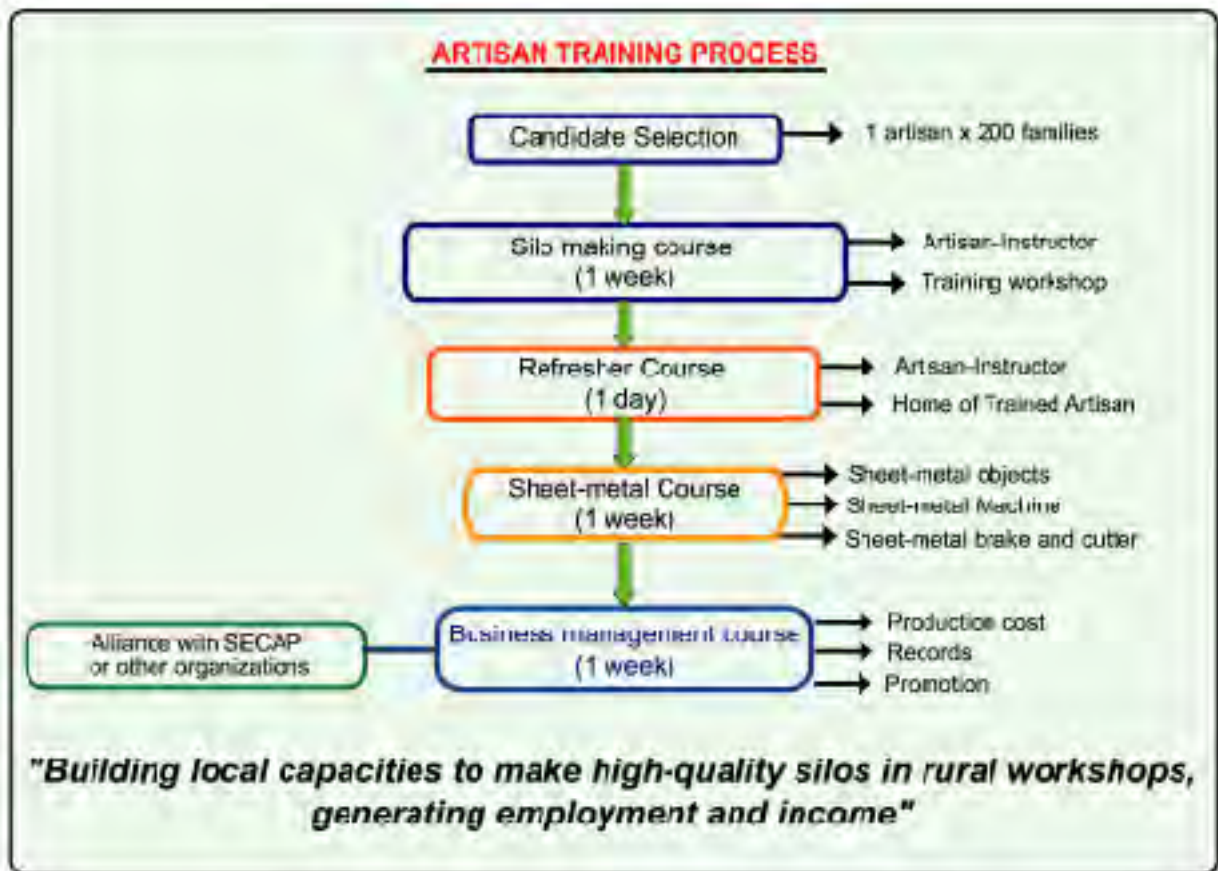 ARTISAN TRAINING PROCESS
Candidate Selection
1 artisan x 200 families
Silo making course
(1 week)
Artisan-Instructor
Training workshop
Refresher Course
(1 day)
Artisan-Instructor
Home of Trained Artisan
Sheet-metal Course
(1 week)
Sheet-metal objects
Sheet-metal Machine
Sheet-metal brake and cutter
Alliance with SECAP
or other organizations
Business management course
(1 week)
Production cost
Records
Promotion
"Building local capacities to make high-quality silos in rural workshops,
generating employment and income"